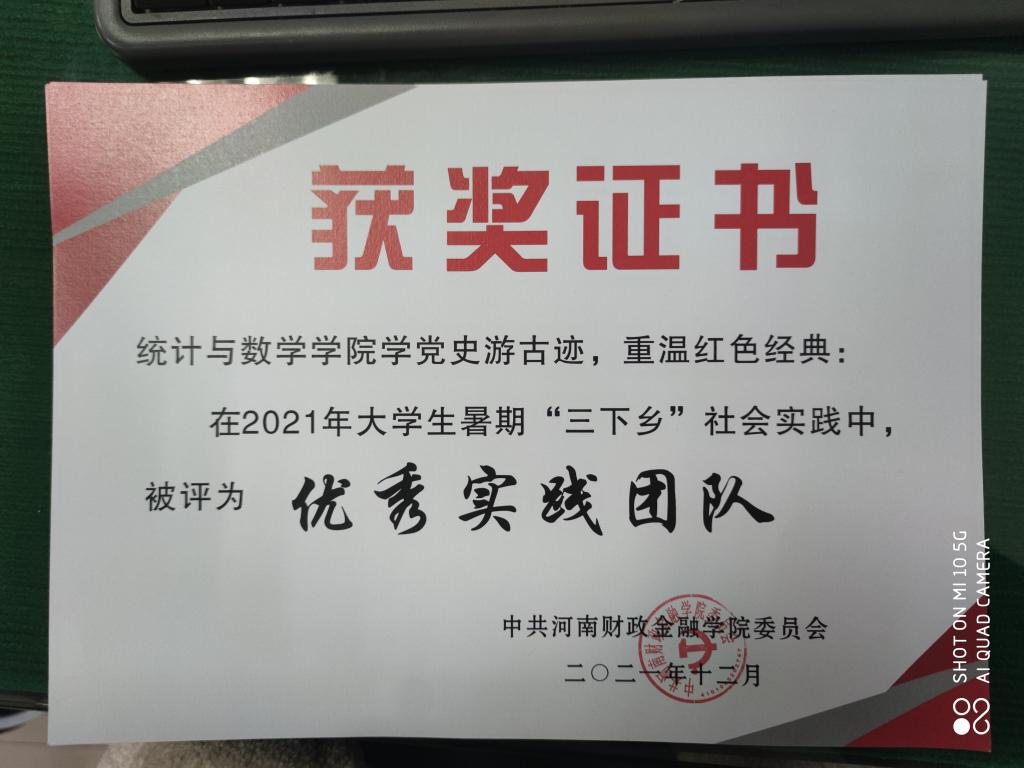 获奖证书
统计与数学学院学党史游古迹，重温红色经典：
在2021年大学生暑期“三下乡”社会实践中，
被评为 优秀实践团队
中共河南财政金融学院委员会
二〇二一年十二月
SHOT ON MI 10 5G
AI QUAD CAMERA